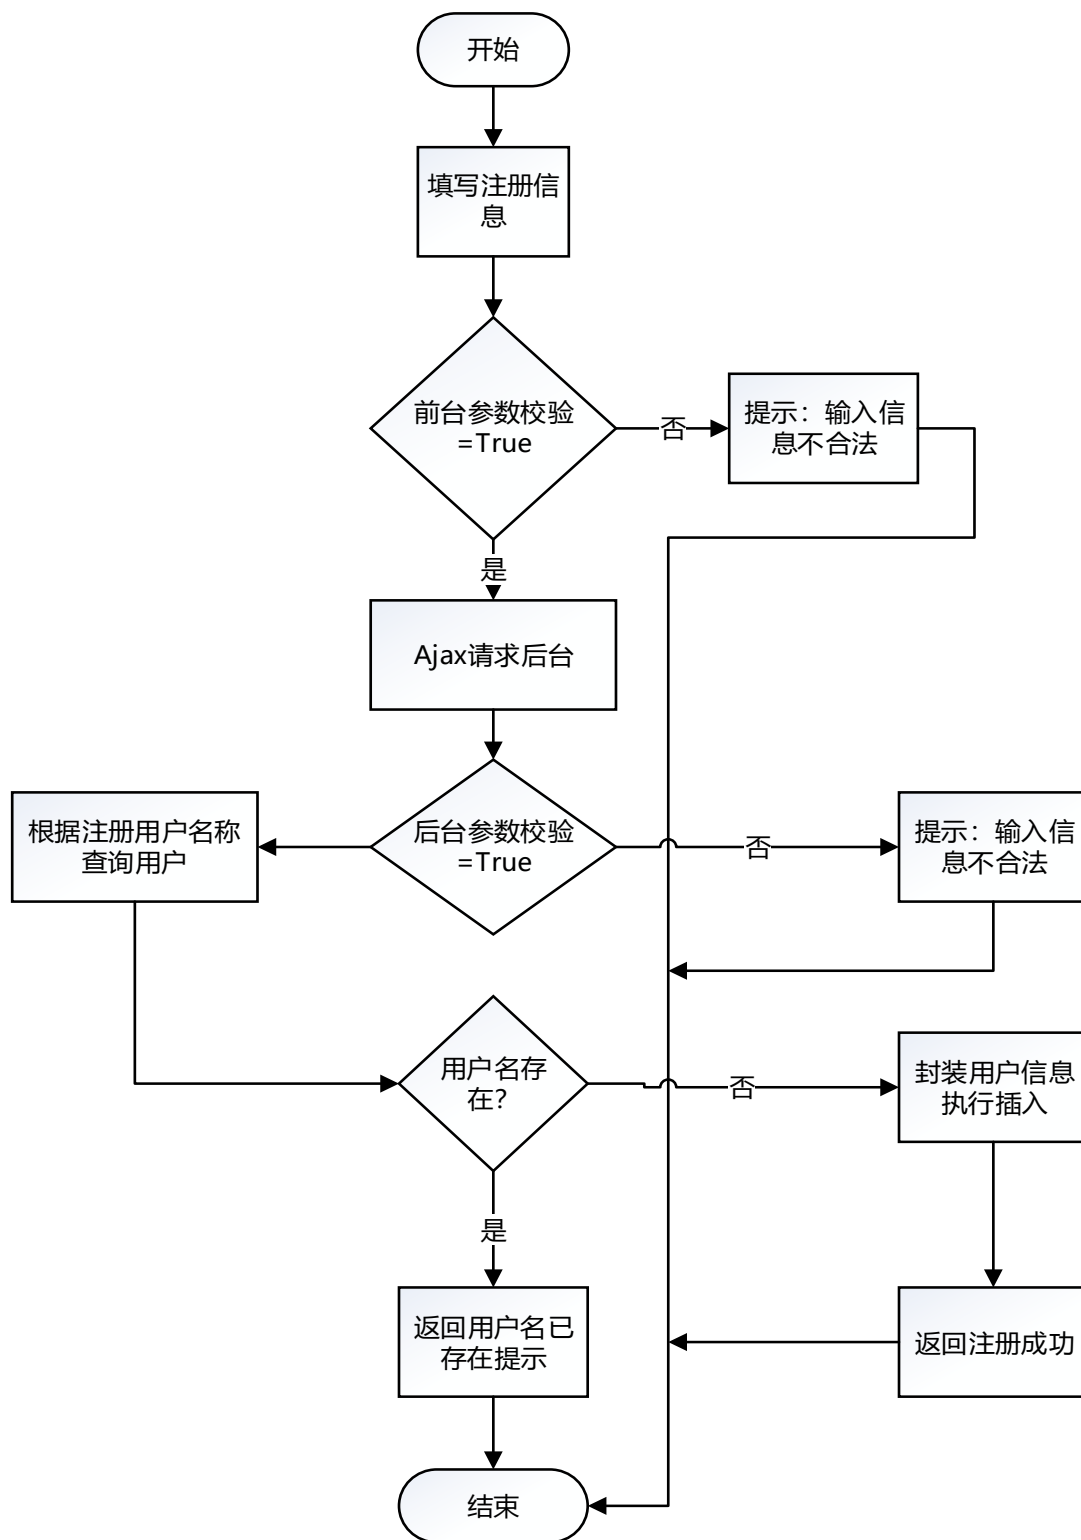 开始
填写注册信
息
前台参数校验
=True
否
提示：输入信
息不合法
是
Ajax请求后台
根据注册用户名称
查询用户
后台参数校验
=True
否
提示：输入信
息不合法
用户名存
在？
否
封装用户信息
执行插入
是
返回用户名已
存在提示
返回注册成功
结束